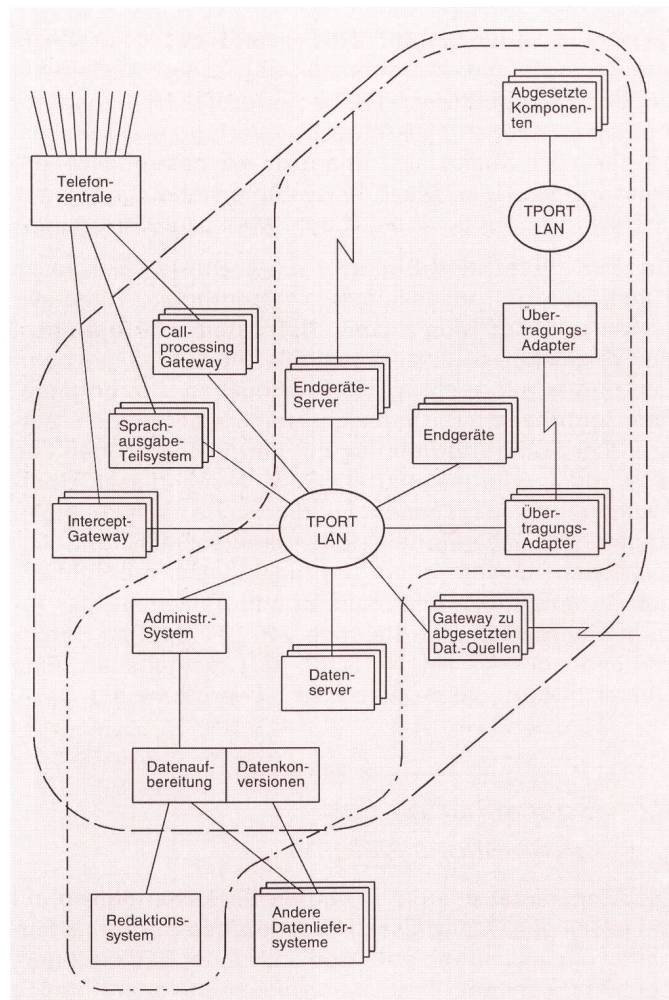 Abgesetzte
Komponen-
ten
Telefon-
zentrale
TPORT
LAN
Über-
tragungs-
Adapter
Call-
processing
Gateway
Endgeräte-
Server
Sprach-
ausgabe-
Teilsystem
Endgeräte
Intercept-
Gateway
TPORT
LAN
Über-
tragungs-
Adapter
Administr.-
System
Gateway zu
abgesetzten
Dat.-Quellen
Daten-
server
Datenauf-
bereitung
Datenkon-
versionen
Redaktions-
system
Andere
Datenliefer-
systeme